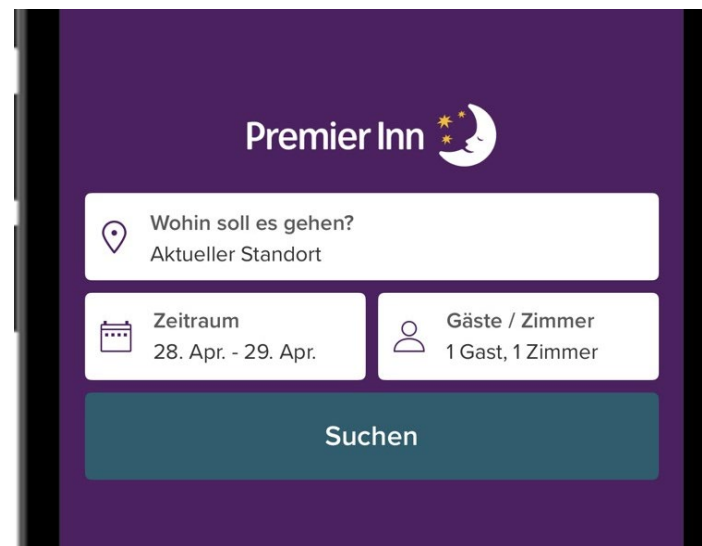 Premier Inn
Wohin soll es gehen?
Aktueller Standort
Zeitraum
28. Apr. - 29. Apr.
Gäste / Zimmer
1 Gast, 1 Zimmer
Suchen